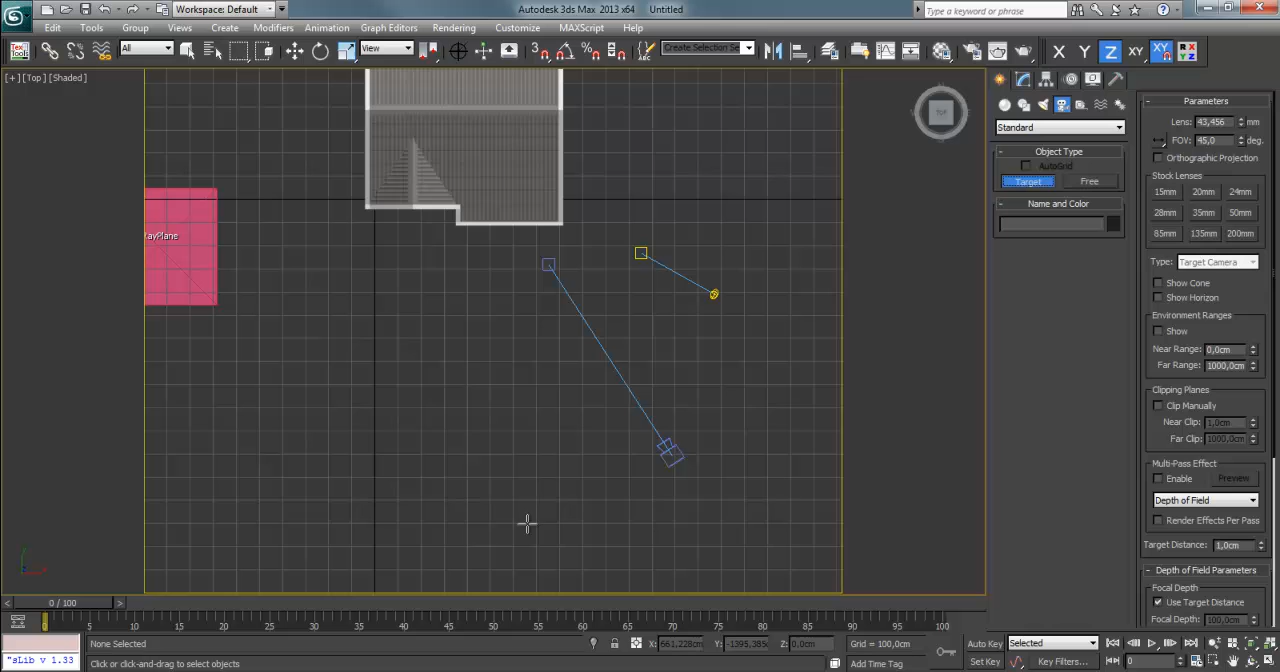 Workspace: Default
Autodesk 3ds Max 2013 x64 Untitled
Type a keyword or phrase
Edit Tools Group Views Create Modifiers Animation Graph Editors Rendering Customize MAXScript Help
All
View
Create Selection Se
X Y Z XY XY
[+] [Top] [Shaded]
TOP
ayPlane
Standard
Object Type
AutoGrid
Target Free
Name and Color
Parameters
Lens: 43,456 mm
FOV: 45,0 deg.
Orthographic Projection
Stock Lenses
15mm 20mm 24mm
28mm 35mm 50mm
85mm 135mm 200mm
Type: Target Camera
Show Cone
Show Horizon
Environment Ranges
Show
Near Range: 0,0cm
Far Range: 1000,0cm
Clipping Planes
Clip Manually
Near Clip: 1,0cm
Far Clip: 1000,0cm
Multi-Pass Effect
Enable Preview
Depth of Field
Render Effects Per Pass
Target Distance: 1,0cm
Depth of Field Parameters
Focal Depth
Use Target Distance
Focal Depth: 100,0cm
0 / 100
0 5 10 15 20 25 30 35 40 45 50 55 60 65 70 75 80 85 90 95 100
None Selected
X: 661,228cm Y: -1395,385c Z: 0,0cm
Grid = 100,0cm
Auto Key Selected
"sLib v 1.33
Click or click-and-drag to select objects
Add Time Tag
Set Key Key Filters... 0